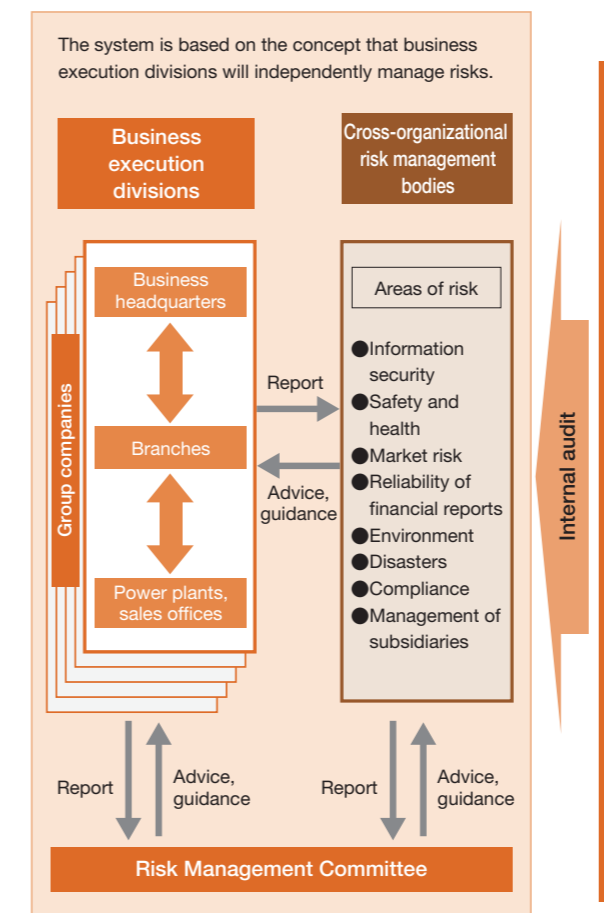 The system is based on the concept that business
execution divisions will independently manage risks.
Business
execution
divisions
Cross-organizational
risk management
bodies
Group companies
Business
headquarters
Branches
Power plants,
sales offices
Report
Advice,
guidance
Areas of risk
●Information
security
●Safety and
health
●Market risk
●Reliability of
financial reports
●Environment
●Disasters
●Compliance
●Management of
subsidiaries
Internal audit
Report
Advice,
guidance
Report
Advice,
guidance
Risk Management Committee